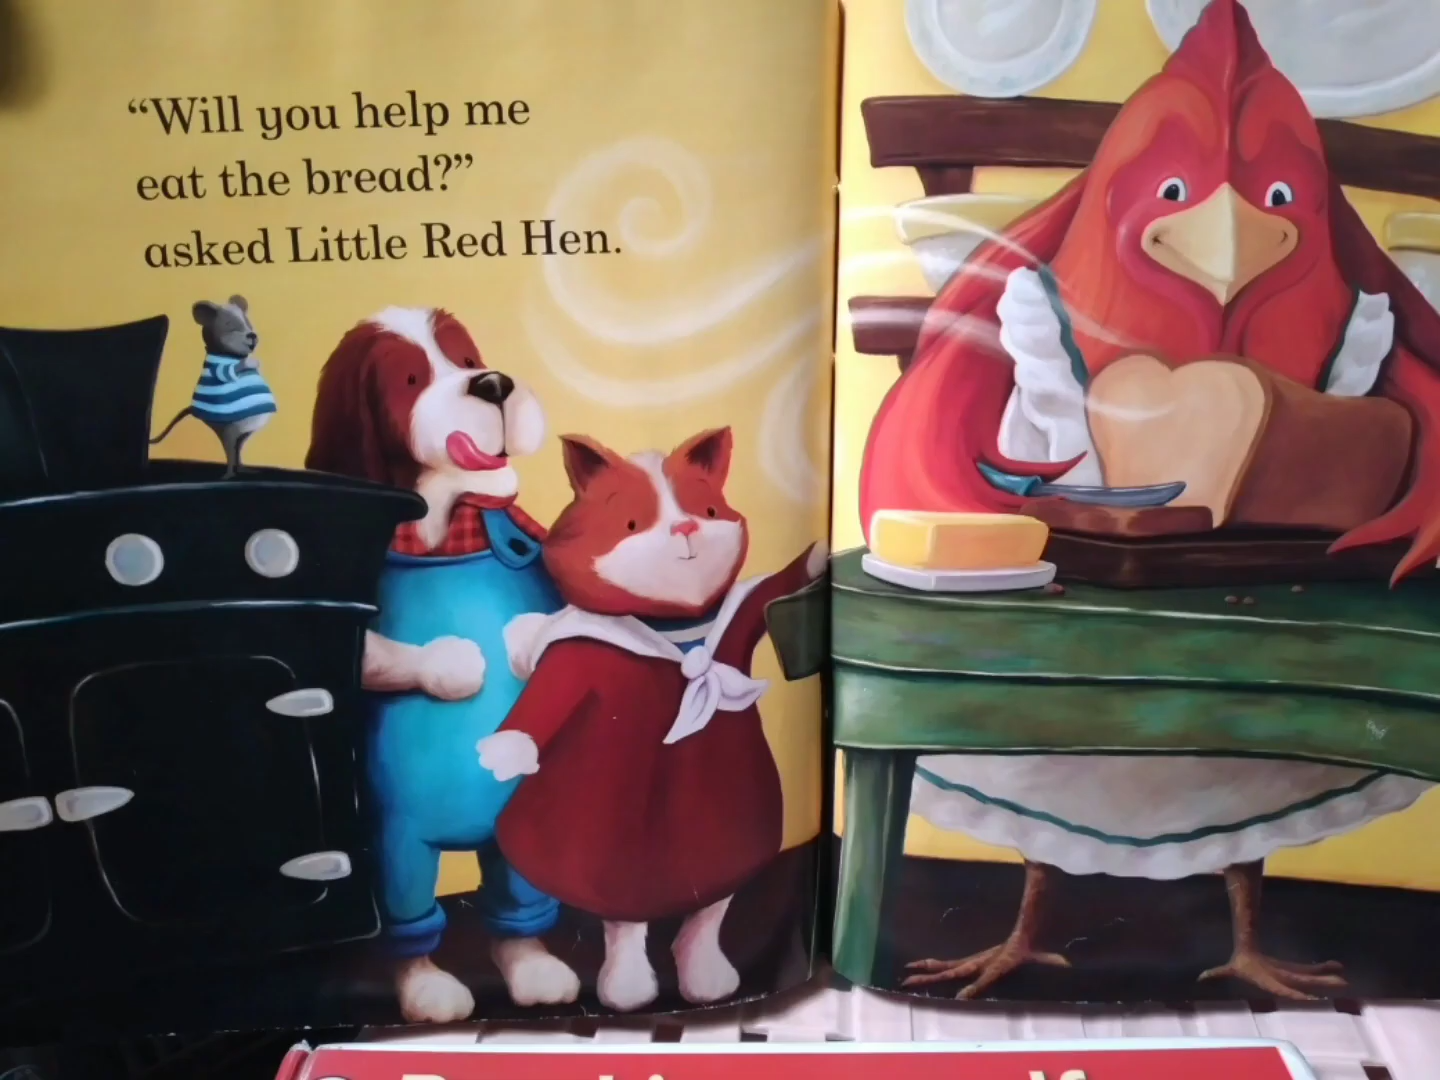 “Will you help me
eat the bread?”
asked Little Red Hen.